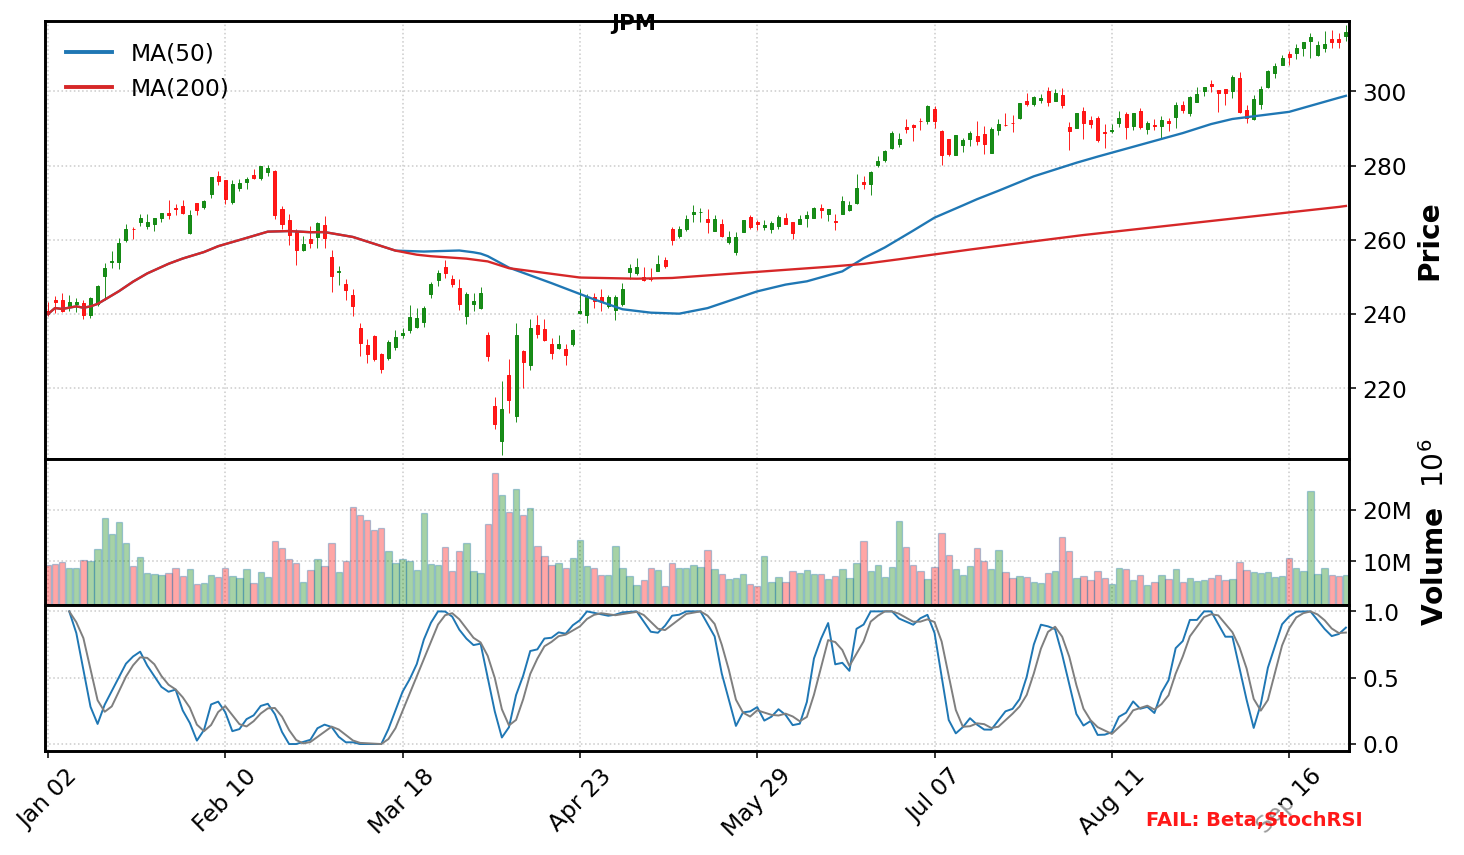 JPM
MA(50)
MA(200)
300
280
260
240
220
Price
20M
10M
Volume 10⁶
1.0
0.5
0.0
Jan 02
Feb 10
Mar 18
Apr 23
May 29
Jul 07
Aug 11
Sep 16
FAIL: Beta,StochRSI